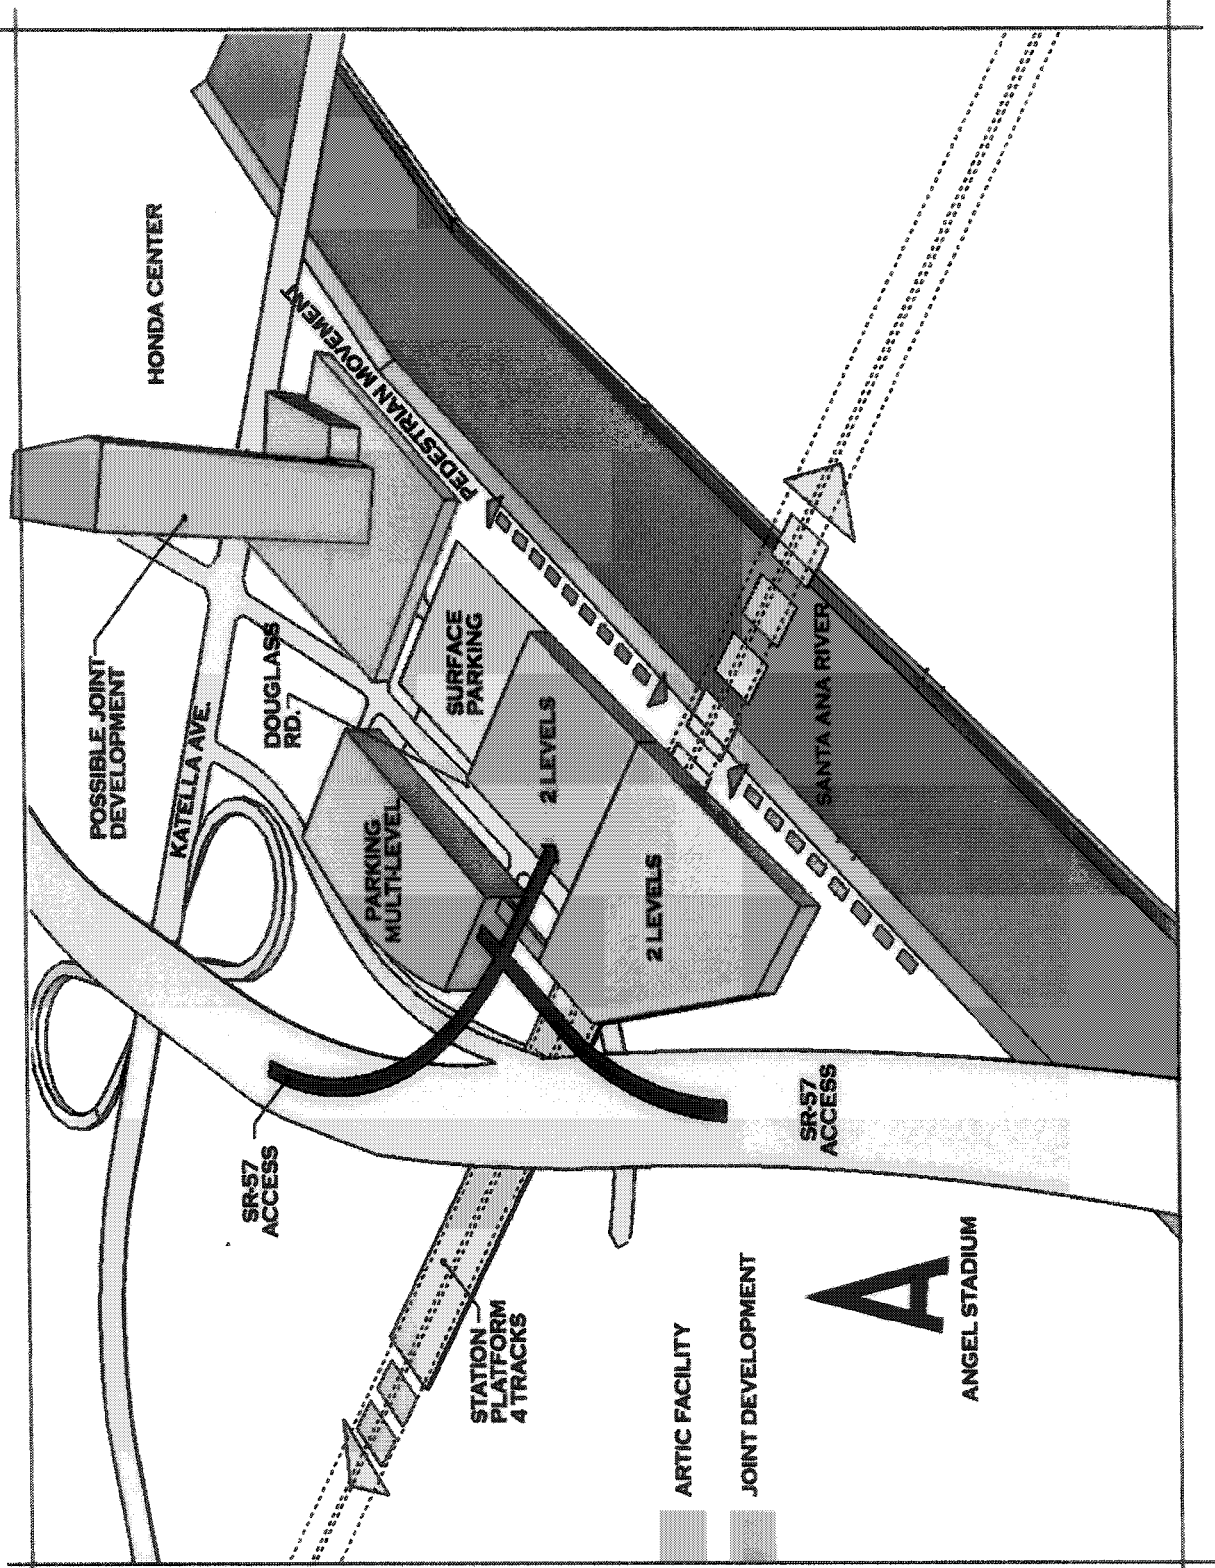 HONDA CENTER
POSSIBLE JOINT
DEVELOPMENT
KATELLA AVE.
DOUGLASS
RD.
PEDESTRIAN MOVEMENT
SURFACE
PARKING
PARKING
MULTI-LEVEL
2 LEVELS
2 LEVELS
SANTA ANA RIVER
SR-57
ACCESS
SR-57
ACCESS
STATION
PLATFORM
4 TRACKS
A
ANGEL STADIUM
ARTIC FACILITY
JOINT DEVELOPMENT